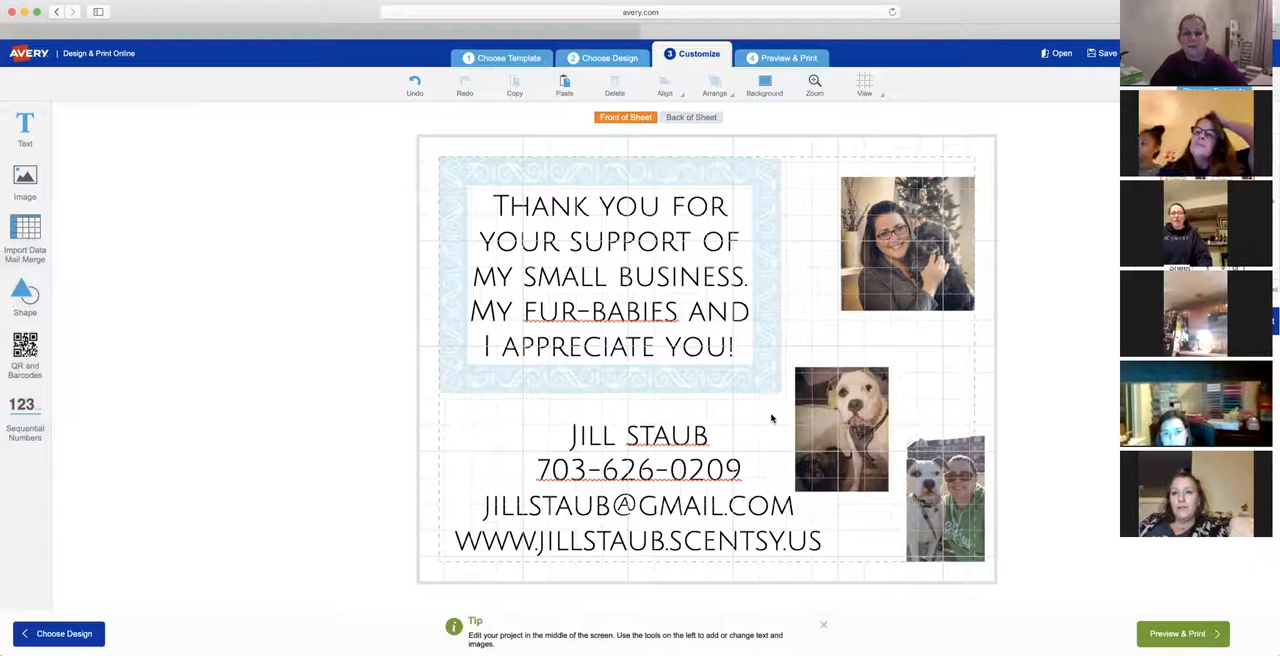 avery.com
AVERY | Design & Print Online
1 Choose Template
2 Choose Design
3 Customize
4 Preview & Print
Open
Save
Undo
Redo
Copy
Paste
Delete
Align
Arrange
Background
Zoom
View
Front of Sheet
Back of Sheet
Text
Image
Import Data
Mail Merge
Shape
QR and
Barcodes
123...
Sequential
Numbers
THANK YOU FOR
YOUR SUPPORT OF
MY SMALL BUSINESS.
MY FUR-BABIES AND
I APPRECIATE YOU!
JILL STAUB
703-626-0209
JILLSTAUB@GMAIL.COM
WWW.JILLSTAUB.SCENTSY.US
Choose Design
Tip
Edit your project in the middle of the screen. Use the tools on the left to add or change text and
images.
Preview & Print